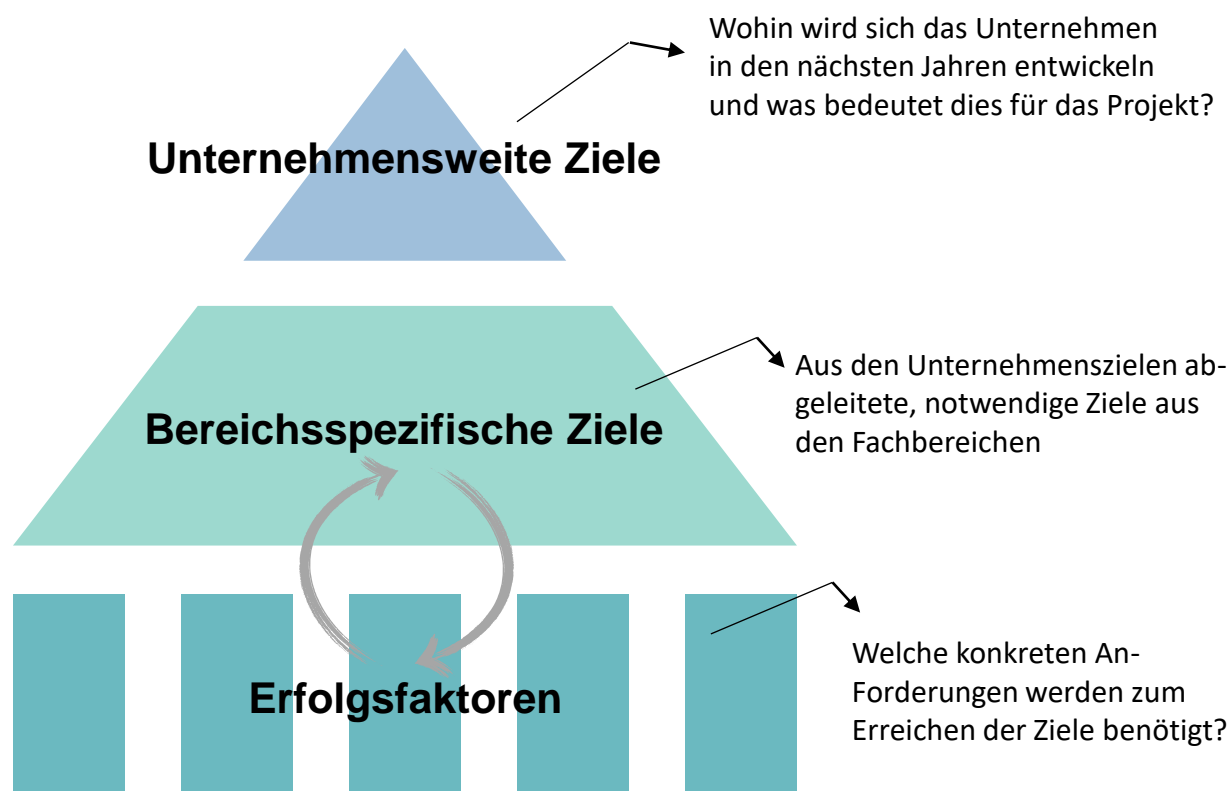 Wohin wird sich das Unternehmen
in den nächsten Jahren entwickeln
und was bedeutet dies für das Projekt?
Unternehmensweite Ziele
Aus den Unternehmenszielen ab-
geleitete, notwendige Ziele aus
den Fachbereichen
Bereichsspezifische Ziele
Welche konkreten An-
Forderungen werden zum
Erreichen der Ziele benötigt?
Erfolgsfaktoren